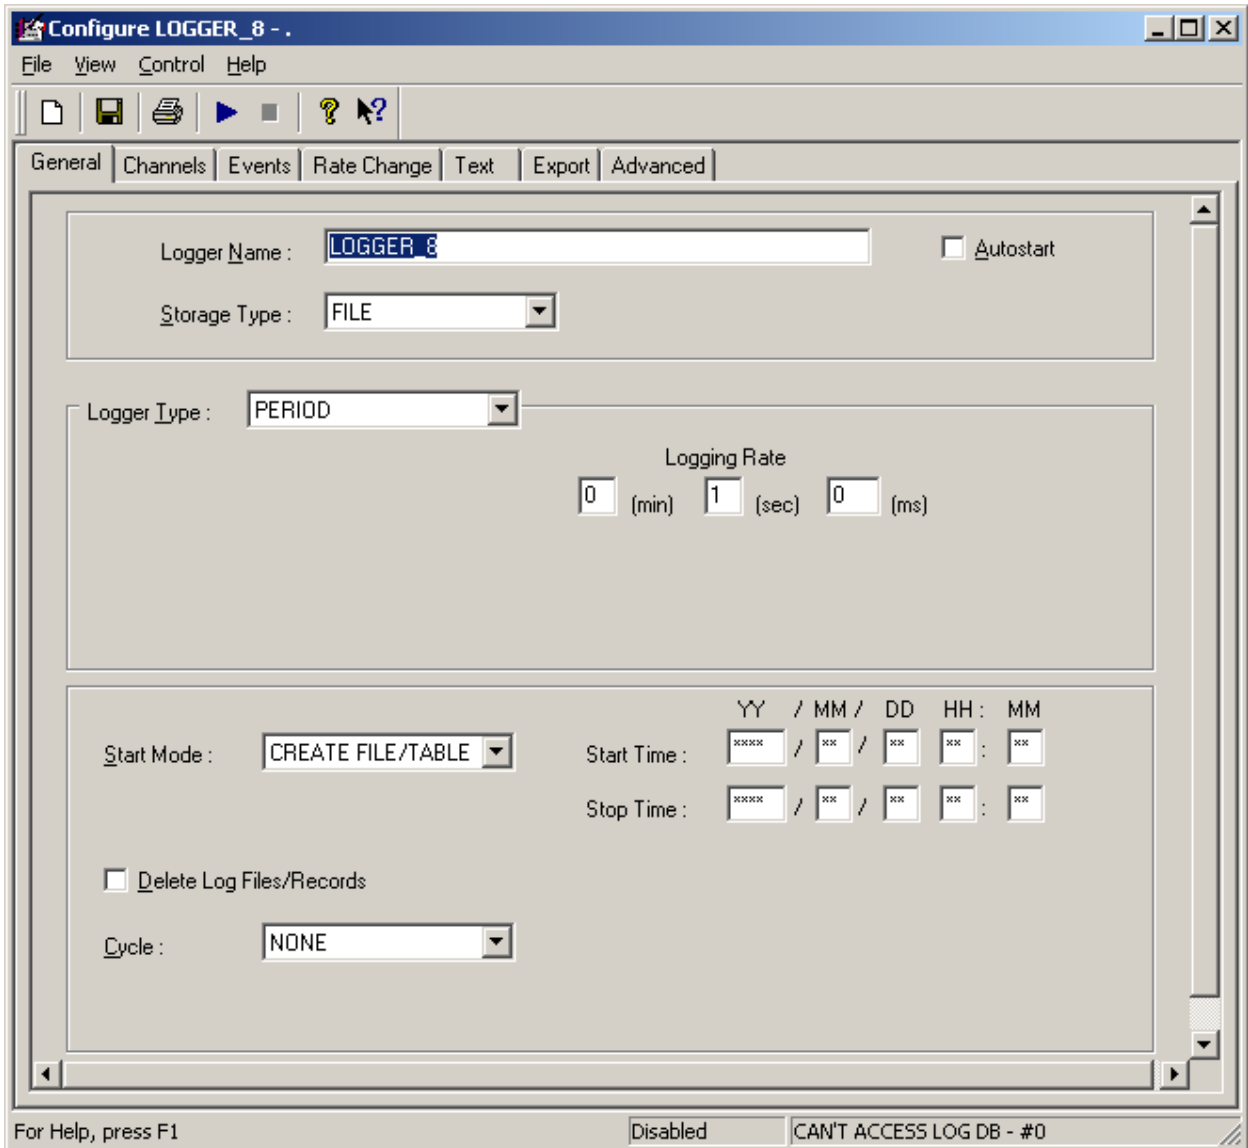 Configure LOGGER_8 - .
File View Control Help
General Channels Events Rate Change Text Export Advanced
Logger Name : LOGGER_8 Autostart
Storage Type : FILE
Logger Type : PERIOD
Logging Rate
0 (min) 1 (sec) 0 (ms)
YY / MM / DD HH : MM
Start Mode : CREATE FILE/TABLE Start Time : **** / ** / ** ** : **
Stop Time : **** / ** / ** ** : **
Delete Log Files/Records
Cycle : NONE
For Help, press F1 Disabled CAN'T ACCESS LOG DB - #0